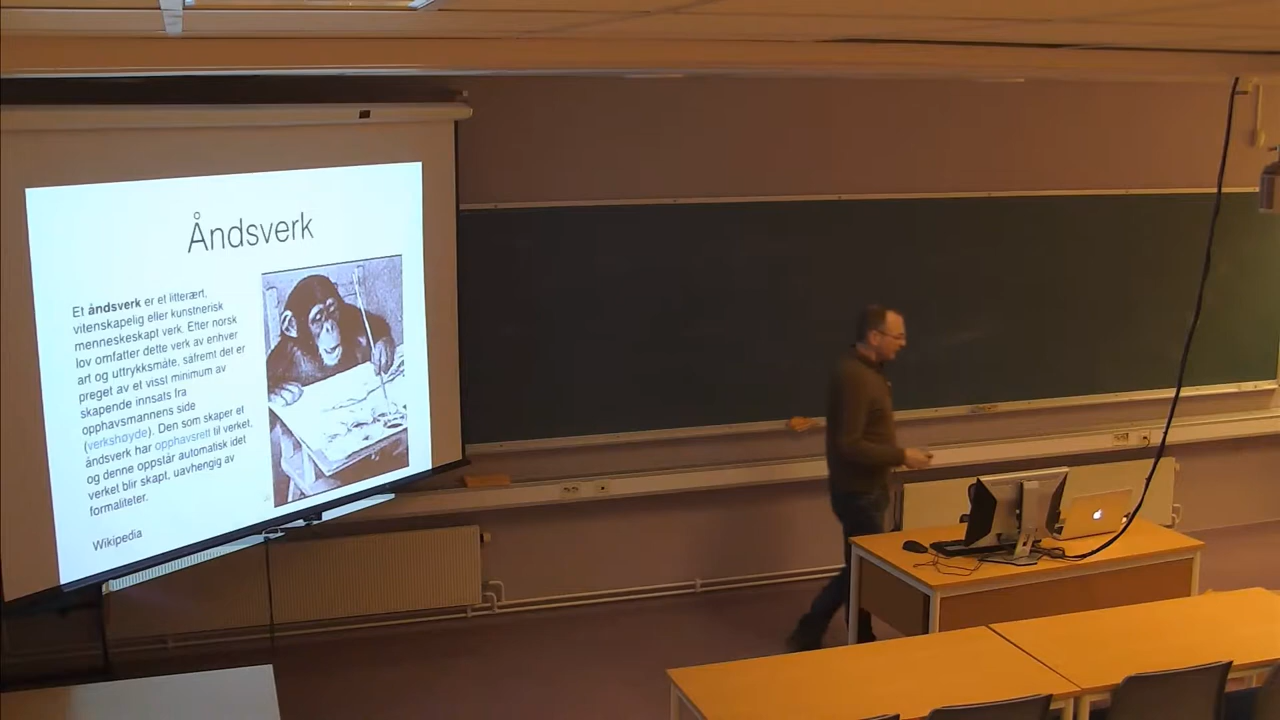 Åndsverk
Et åndsverk er et litterært,
vitenskapelig eller kunstnerisk
menneskeskapt verk. Etter norsk
lov omfatter dette verk av enhver
art og uttrykksmåte, såfremt det er
preget av et visst minimum av
skapende innsats fra
opphavsmannens side
(verkshøyde). Den som skaper et
åndsverk har opphavsrett til verket,
og denne oppstår automatisk idet
verket blir skapt, uavhengig av
formaliteter.
Wikipedia